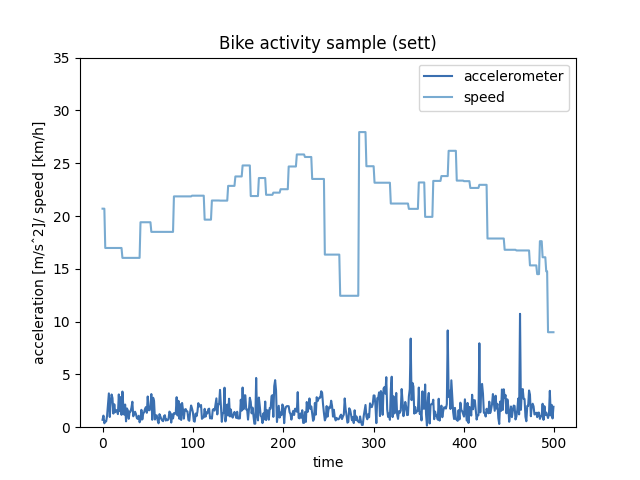 Bike activity sample (sett)
accelerometer
speed
acceleration [m/s^2]/ speed [km/h]
35
30
25
20
15
10
5
0
0 100 200 300 400 500
time